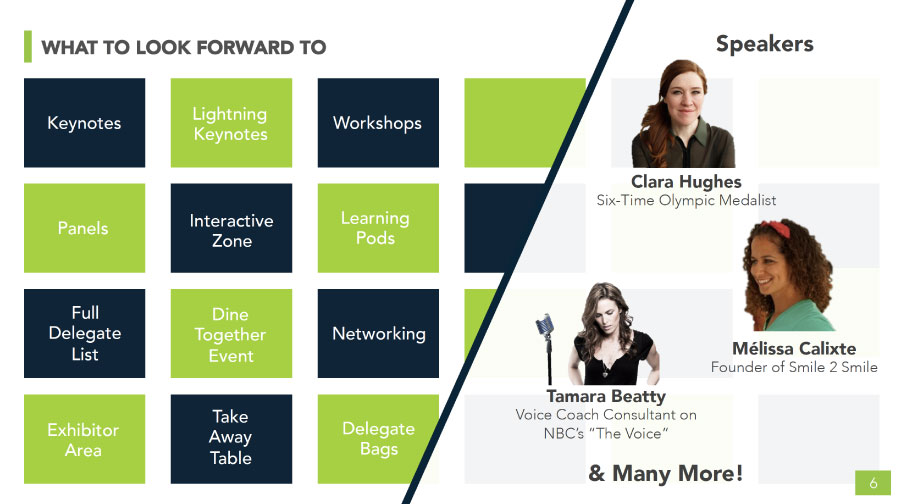 WHAT TO LOOK FORWARD TO
Keynotes
Lightning
Keynotes
Workshops
Panels
Interactive
Zone
Learning
Pods
Full
Delegate
List
Dine
Together
Event
Networking
Exhibitor
Area
Take
Away
Table
Delegate
Bags
Speakers
Clara Hughes
Six-Time Olympic Medalist
Mélissa Calixte
Founder of Smile 2 Smile
Tamara Beatty
Voice Coach Consultant on
NBC’s “The Voice”
& Many More!
6